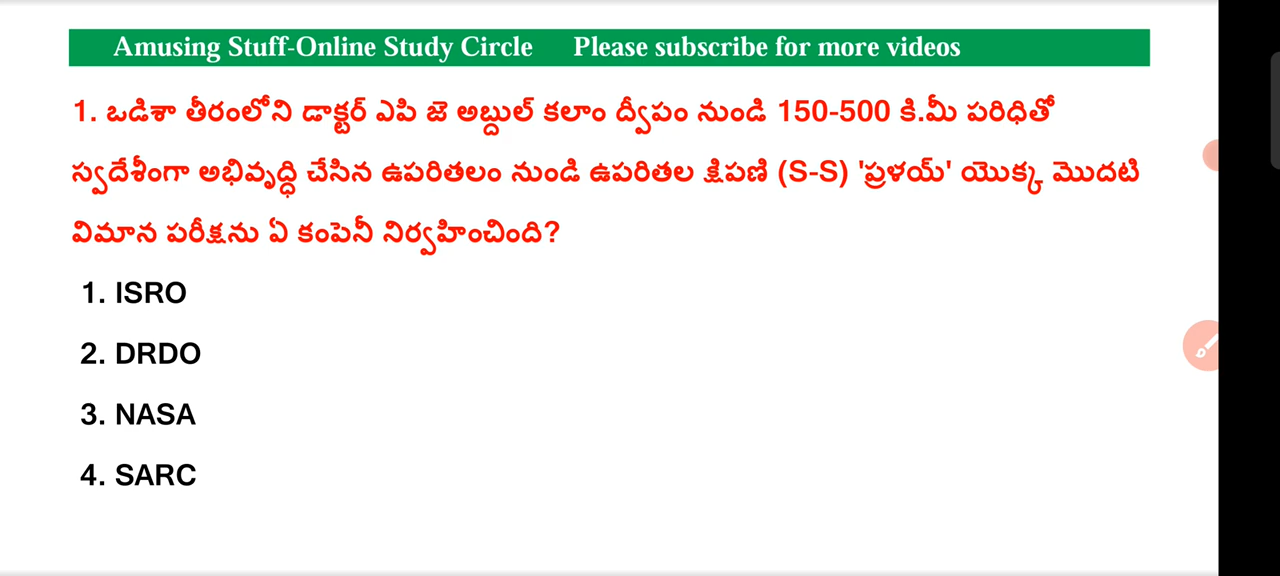 Amusing Stuff-Online Study Circle Please subscribe for more videos
1. ఒడిశా తీరంలోని డాక్టర్ ఎపి జె అబ్దుల్ కలాం ద్వీపం నుండి 150-500 కి.మీ పరిధితో
స్వదేశీంగా అభివృద్ధి చేసిన ఉపరితలం నుండి ఉపరితల క్షిపణి (S-S) 'ప్రళయ్' యొక్క మొదటి
విమాన పరీక్షను ఏ కంపెనీ నిర్వహించింది?
1. ISRO
2. DRDO
3. NASA
4. SARC